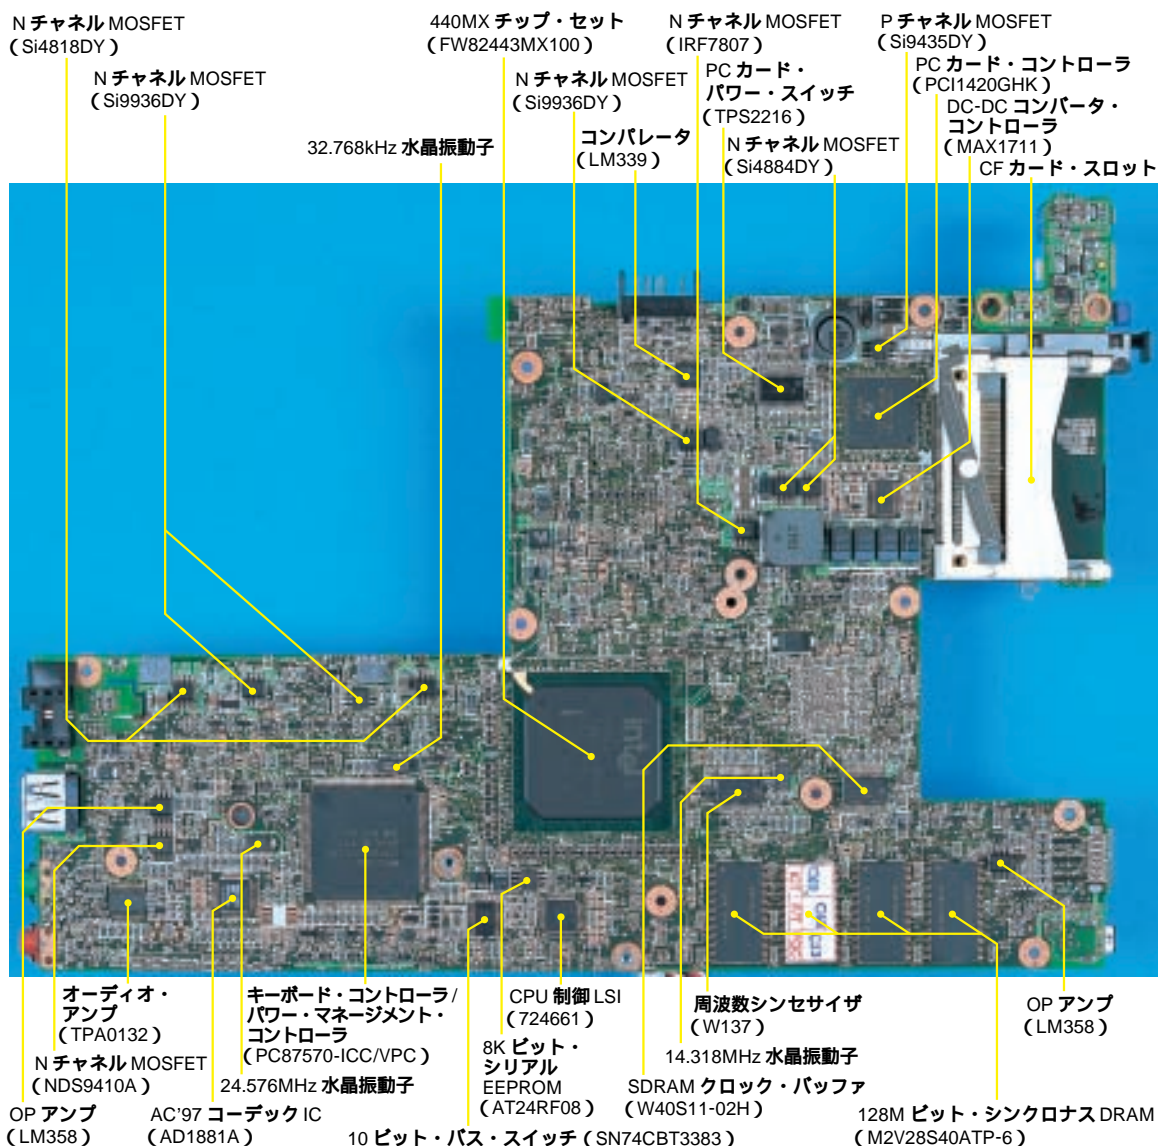 N チャネル MOSFET
(Si4818DY)
N チャネル MOSFET
(Si9936DY)
32.768kHz 水晶振動子
440MX チップ・セット
(FW82443MX100)
N チャネル MOSFET
(Si9936DY)
コンパレータ
(LM339)
N チャネル MOSFET
(IRF7807)
PC カード・
パワー・スイッチ
(TPS2216)
N チャネル MOSFET
(Si4884DY)
P チャネル MOSFET
(Si9435DY)
PC カード・コントローラ
(PCI1420GHK)
DC-DC コンバータ・
コントローラ
(MAX1711)
CF カード・スロット
intel
オーディオ・
アンプ
(TPA0132)
N チャネル MOSFET
(NDS9410A)
OP アンプ
(LM358)
キーボード・コントローラ/
パワー・マネージメント・
コントローラ
(PC87570-ICC/VPC)
24.576MHz 水晶振動子
AC'97 コーデック IC
(AD1881A)
CPU 制御 LSI
(724661)
8K ビット・
シリアル
EEPROM
(AT24RF08)
10 ビット・バス・スイッチ(SN74CBT3383)
周波数シンセサイザ
(W137)
14.318MHz 水晶振動子
SDRAM クロック・バッファ
(W40S11-02H)
OP アンプ
(LM358)
128M ビット・シンクロナス DRAM
(M2V28S40ATP-6)